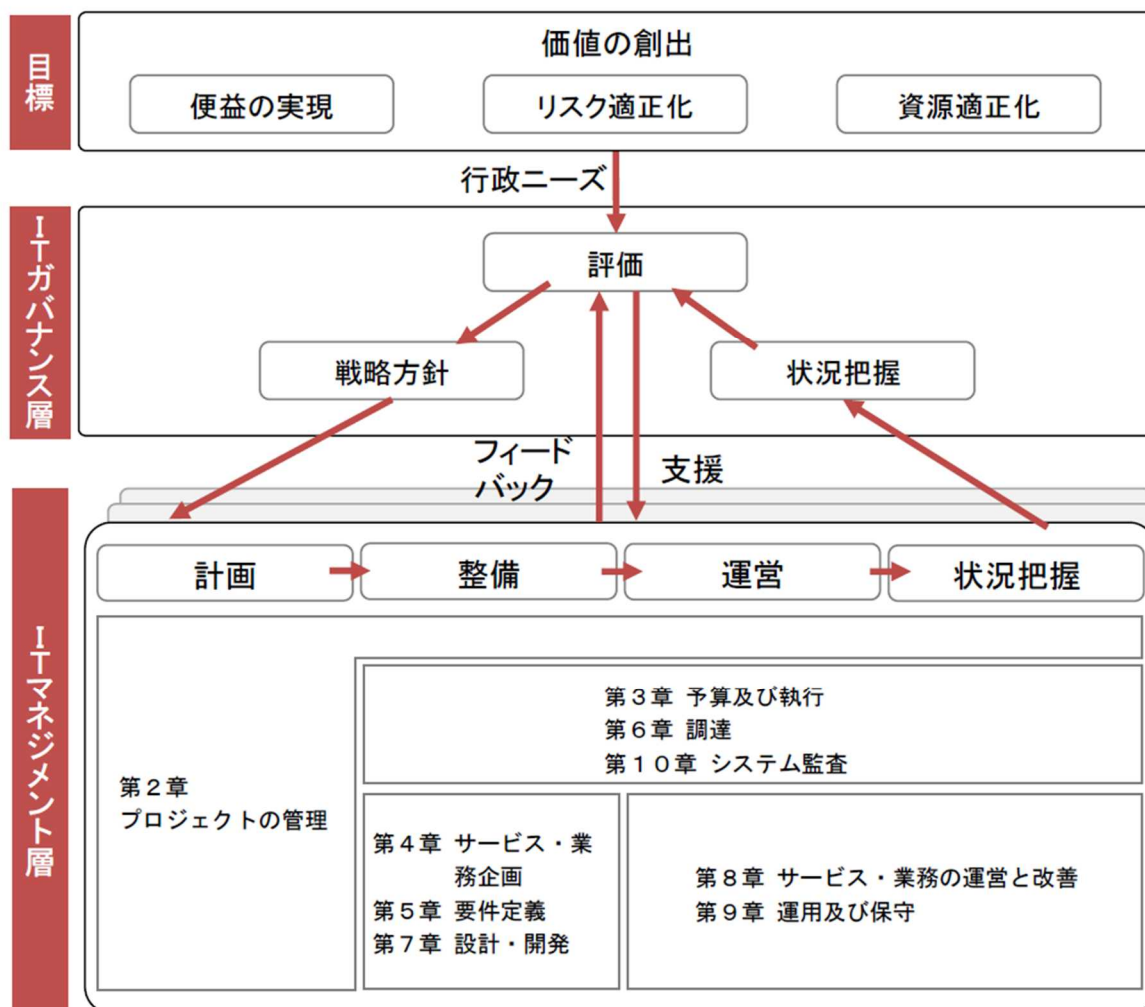 目標
価値の創出
便益の実現
リスク適正化
資源適正化
行政ニーズ
ITガバナンス層
評価
戦略方針
状況把握
フィード
バック
支援
ITマネジメント層
計画
整備
運営
状況把握
第2章
プロジェクトの管理
第3章 予算及び執行
第6章 調達
第10章 システム監査
第4章 サービス・業
務企画
第5章 要件定義
第7章 設計・開発
第8章 サービス・業務の運営と改善
第9章 運用及び保守